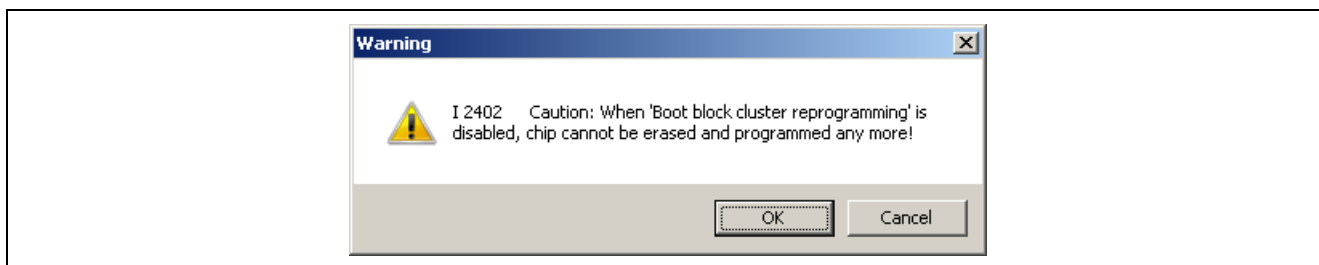 Warning
I 2402 Caution: When 'Boot block cluster reprogramming' is
disabled, chip cannot be erased and programmed any more!
OK Cancel